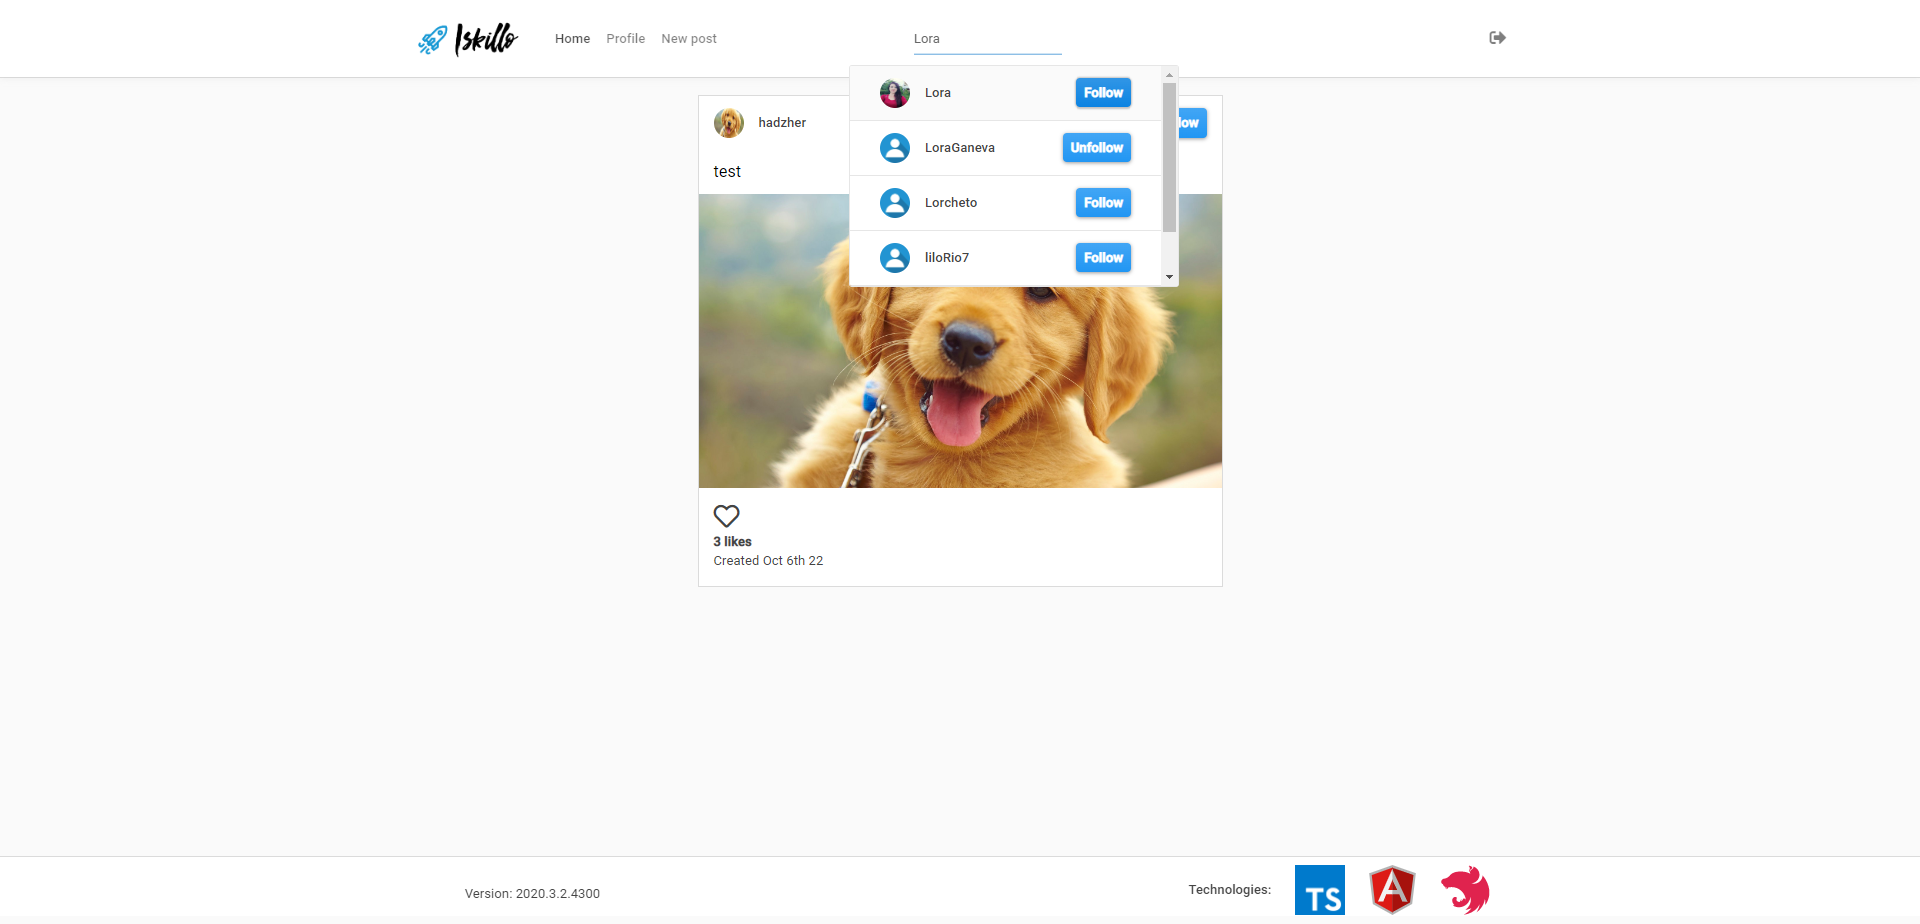 Iskillo
Home Profile New post
Lora
Lora Follow
LoraGaneva Unfollow
Lorcheto Follow
liloRio7 Follow
hadzher
test
3 likes
Created Oct 6th 22
Version: 2020.3.2.4300
Technologies:
TS
A